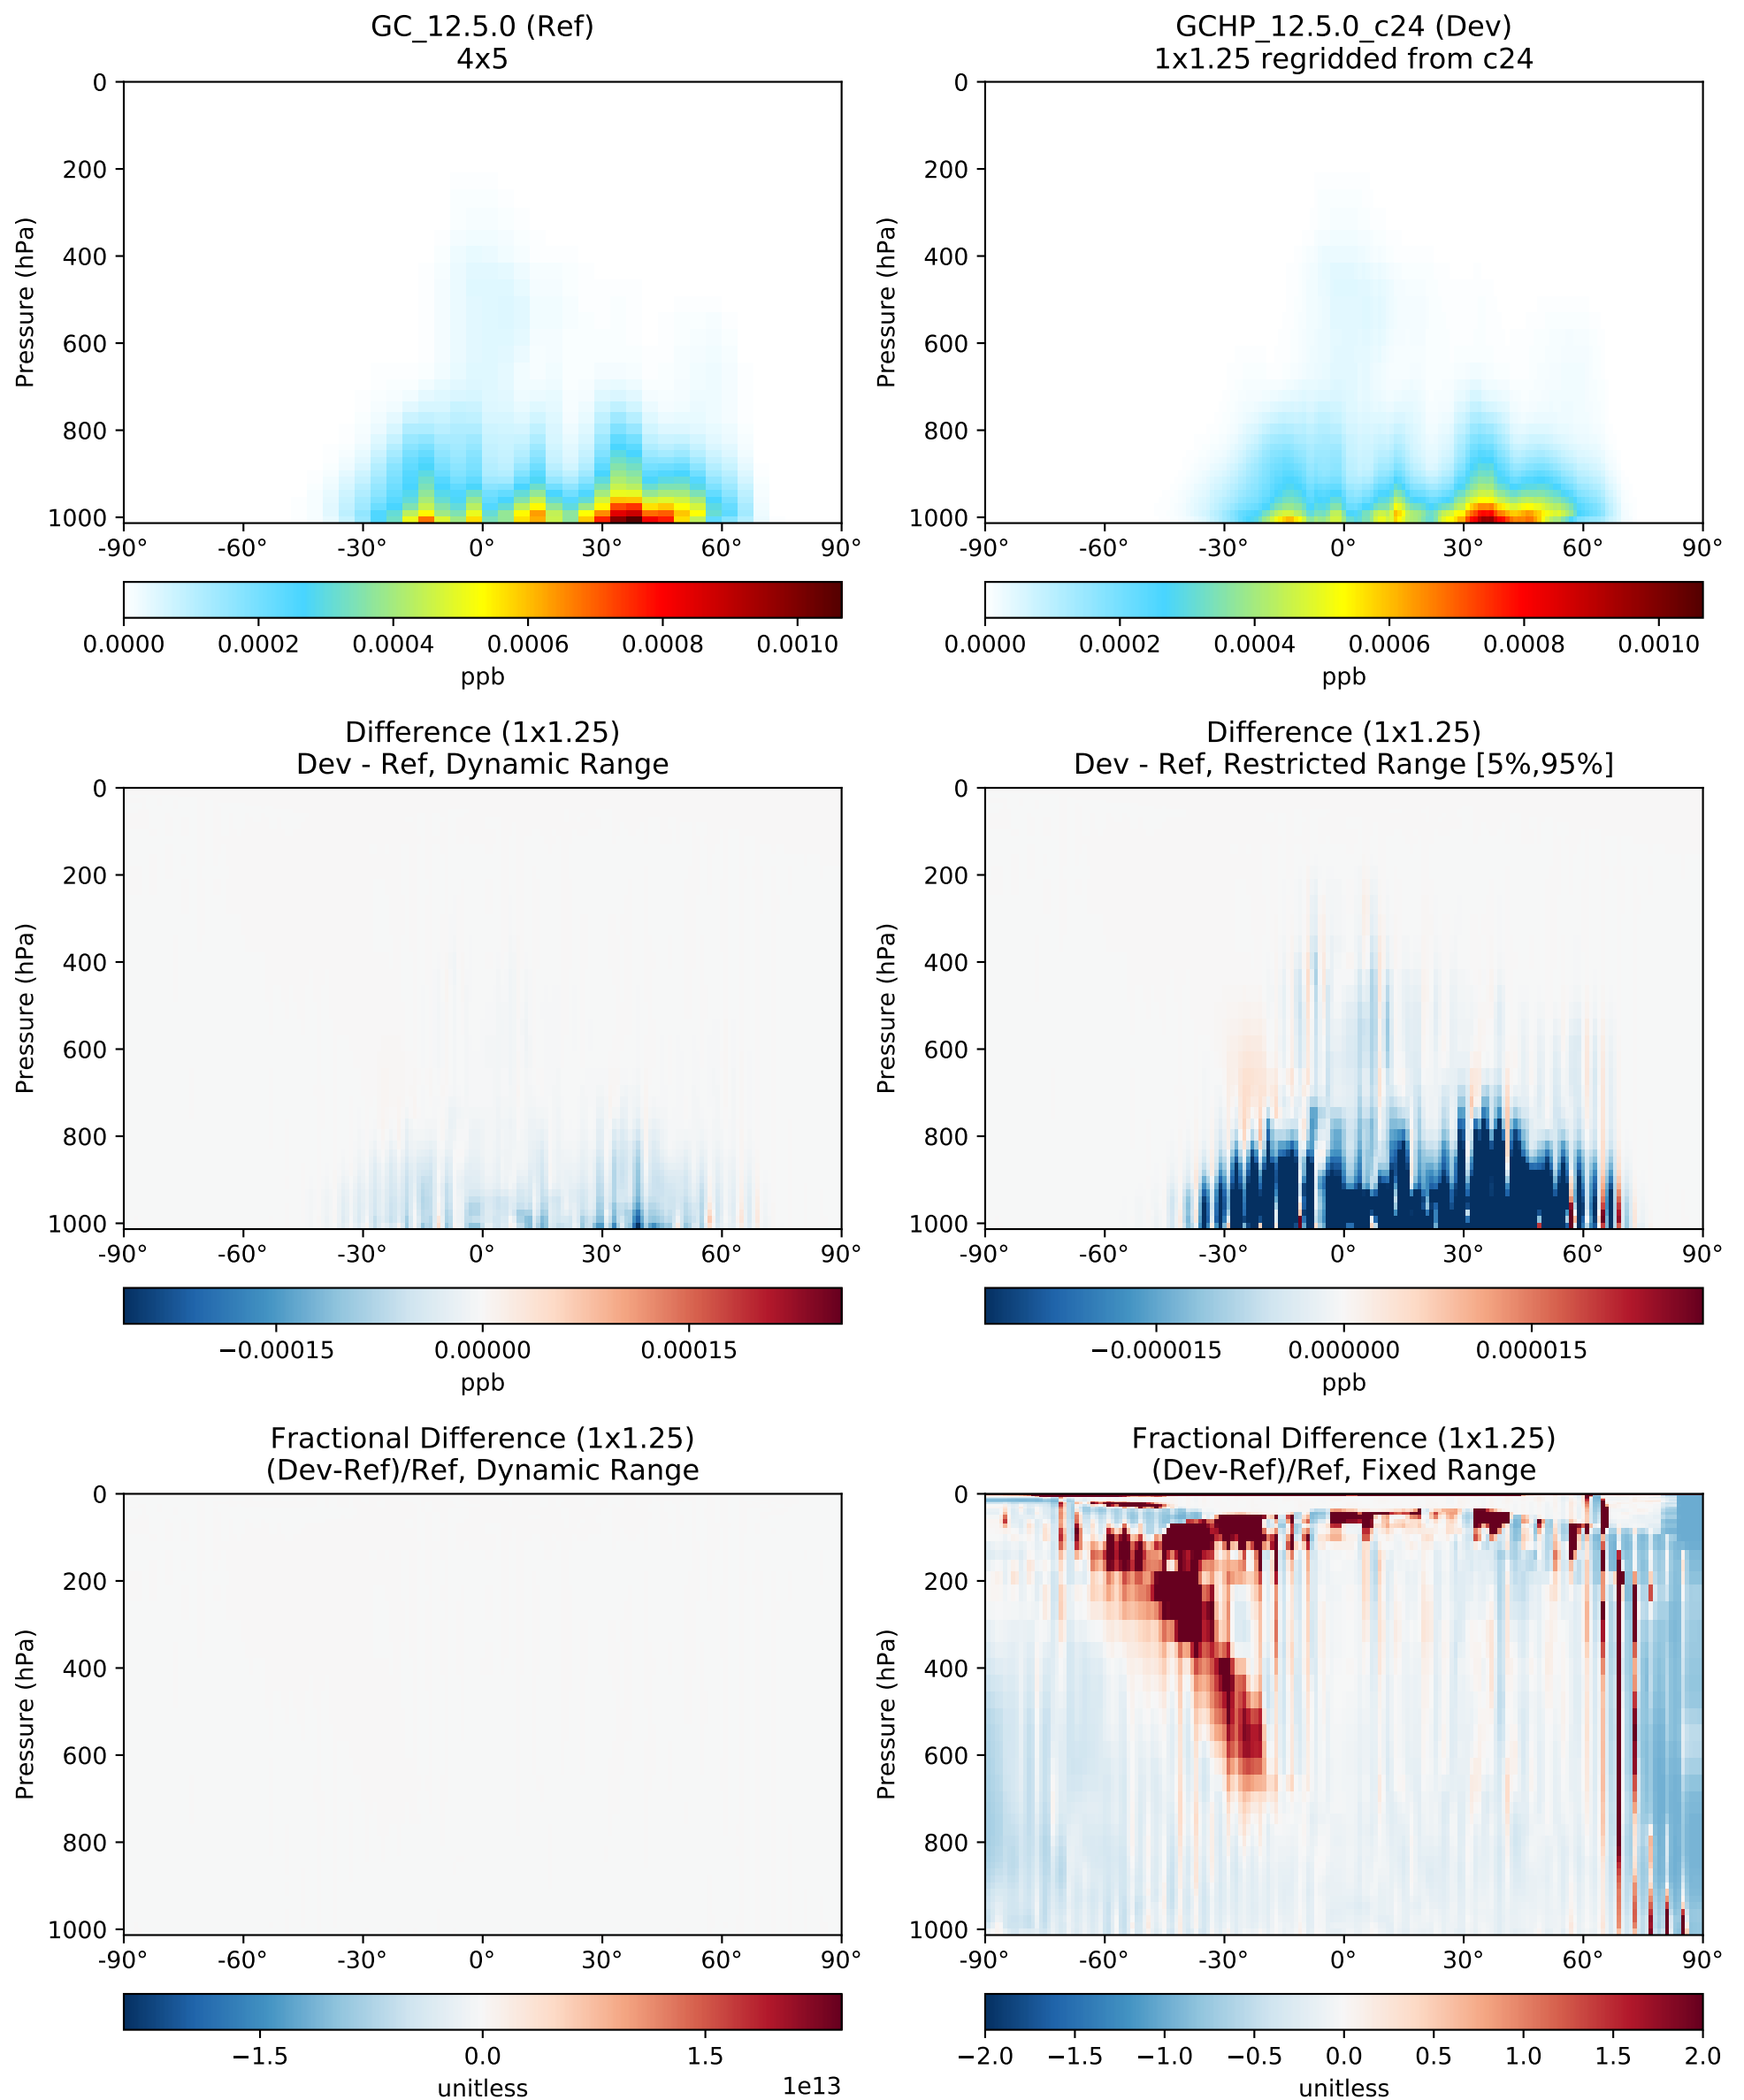 GC_12.5.0 (Ref)
4x5
0
200
400
600
800
1000
Pressure (hPa)
-90° -60° -30° 0° 30° 60° 90°
0.0000 0.0002 0.0004 0.0006 0.0008 0.0010
ppb
GCHP_12.5.0_c24 (Dev)
1x1.25 regridded from c24
0
200
400
600
800
1000
Pressure (hPa)
-90° -60° -30° 0° 30° 60° 90°
0.0000 0.0002 0.0004 0.0006 0.0008 0.0010
ppb
Difference (1x1.25)
Dev - Ref, Dynamic Range
0
200
400
600
800
1000
Pressure (hPa)
-90° -60° -30° 0° 30° 60° 90°
−0.00015 0.00000 0.00015
ppb
Difference (1x1.25)
Dev - Ref, Restricted Range [5%,95%]
0
200
400
600
800
1000
Pressure (hPa)
-90° -60° -30° 0° 30° 60° 90°
−0.000015 0.000000 0.000015
ppb
Fractional Difference (1x1.25)
(Dev-Ref)/Ref, Dynamic Range
0
200
400
600
800
1000
Pressure (hPa)
-90° -60° -30° 0° 30° 60° 90°
−1.5 0.0 1.5
unitless 1e13
Fractional Difference (1x1.25)
(Dev-Ref)/Ref, Fixed Range
0
200
400
600
800
1000
Pressure (hPa)
-90° -60° -30° 0° 30° 60° 90°
−2.0 −1.5 −1.0 −0.5 0.0 0.5 1.0 1.5 2.0
unitless